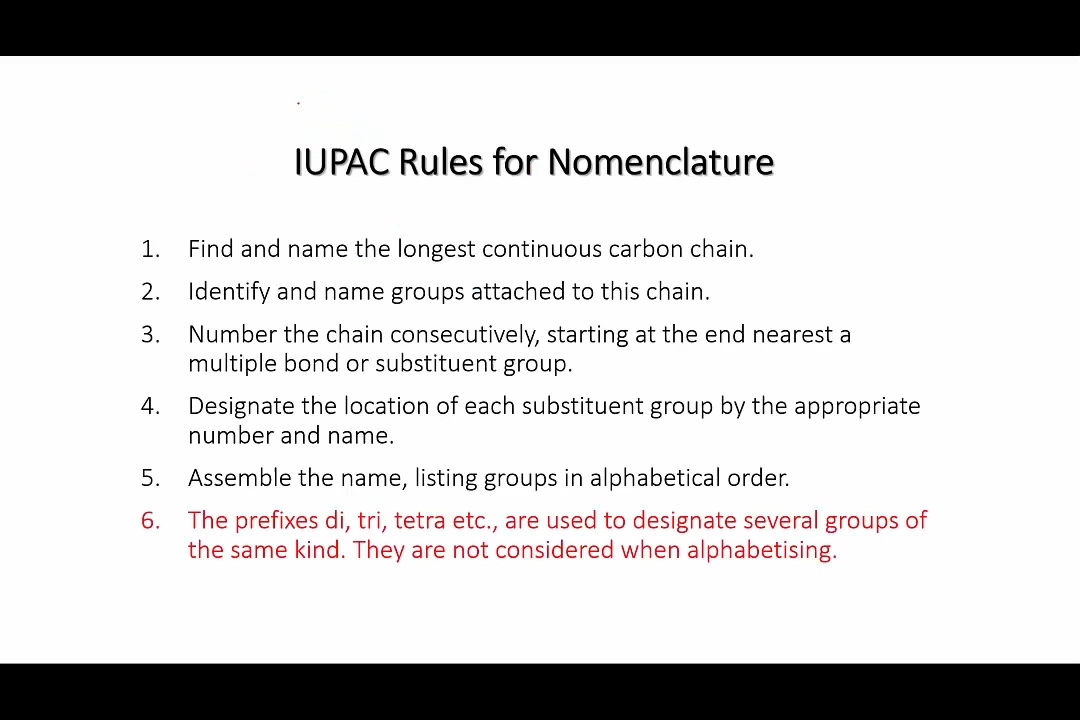 IUPAC Rules for Nomenclature
1. Find and name the longest continuous carbon chain.
2. Identify and name groups attached to this chain.
3. Number the chain consecutively, starting at the end nearest a
multiple bond or substituent group.
4. Designate the location of each substituent group by the appropriate
number and name.
5. Assemble the name, listing groups in alphabetical order.
6. The prefixes di, tri, tetra etc., are used to designate several groups of
the same kind. They are not considered when alphabetising.